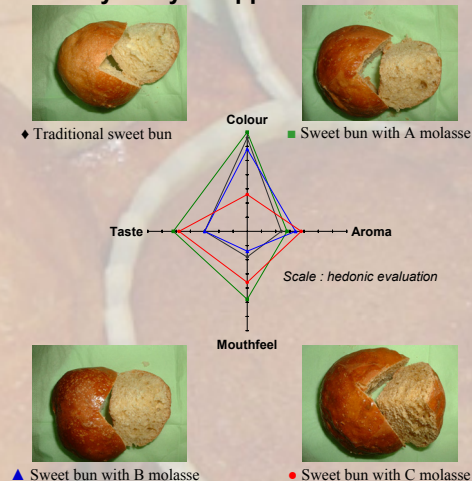 ♦ Traditional sweet bun
■ Sweet bun with A molasse
Colour
Taste
Aroma
Scale : hedonic evaluation
Mouthfeel
▲ Sweet bun with B molasse
● Sweet bun with C molasse